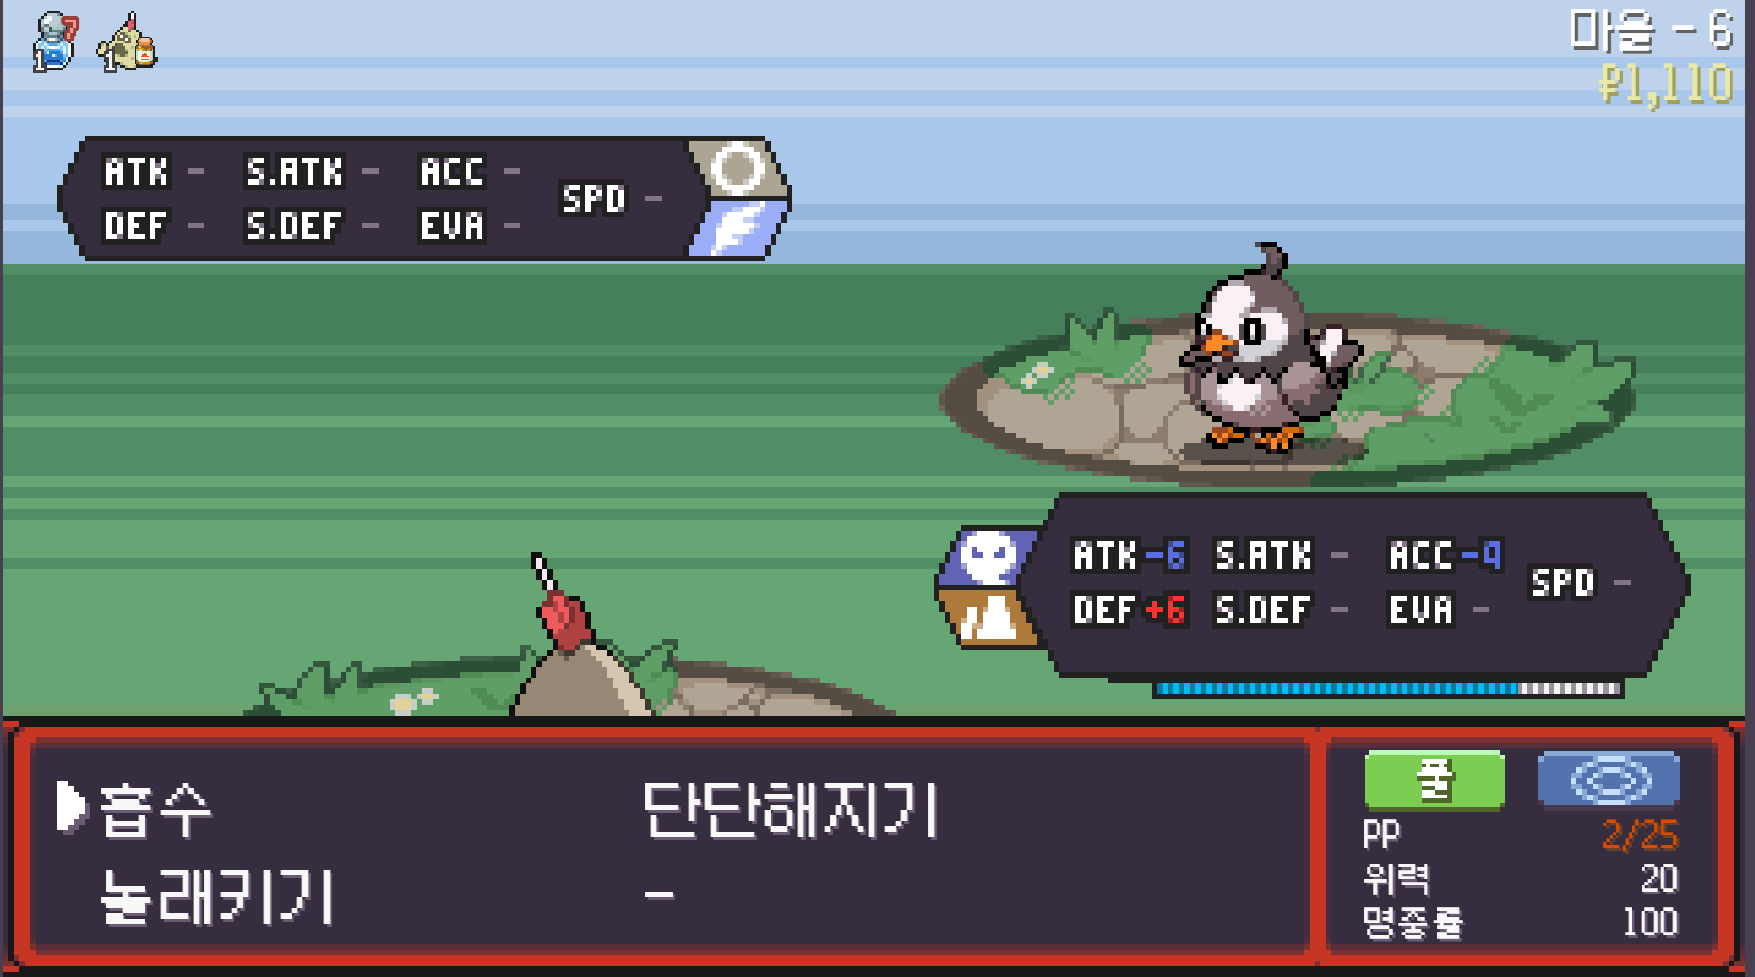 1 1
마을 - 6
₽1,110
ATK - S.ATK - ACC - SPD -
DEF - S.DEF - EVA -
ATK-6 S.ATK - ACC-4 SPD -
DEF+6 S.DEF - EVA -
흡수 단단해지기
놀래키기 -
풀
PP 2/25
위력 20
명중률 100